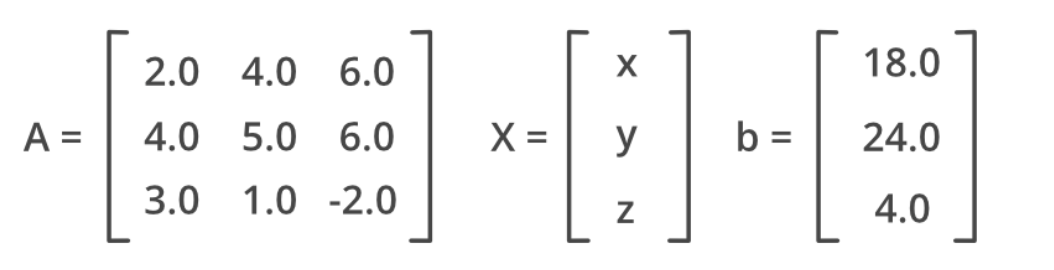 2.0 4.0 6.0 x 18.0
A = 4.0 5.0 6.0 X = y b = 24.0
3.0 1.0 -2.0 z 4.0